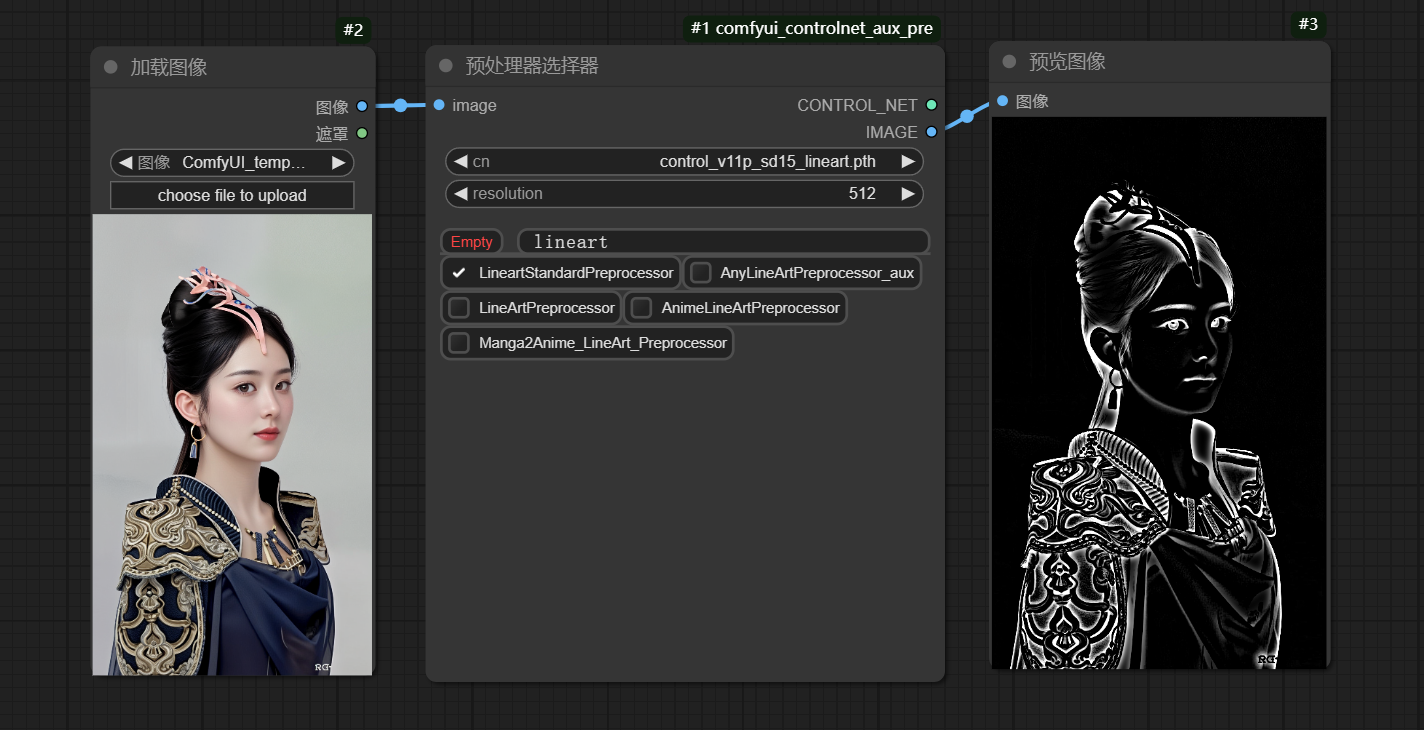 #2
#1 comfyui_controlnet_aux_pre
#3
加载图像
预处理器选择器
预览图像
图像
遮罩
图像 ComfyUI_temp...
choose file to upload
image
CONTROL_NET
IMAGE
cn control_v11p_sd15_lineart.pth
resolution 512
Empty lineart
LineartStandardPreprocessor AnyLineArtPreprocessor_aux
LineArtPreprocessor AnimeLineArtPreprocessor
Manga2Anime_LineArt_Preprocessor
图像